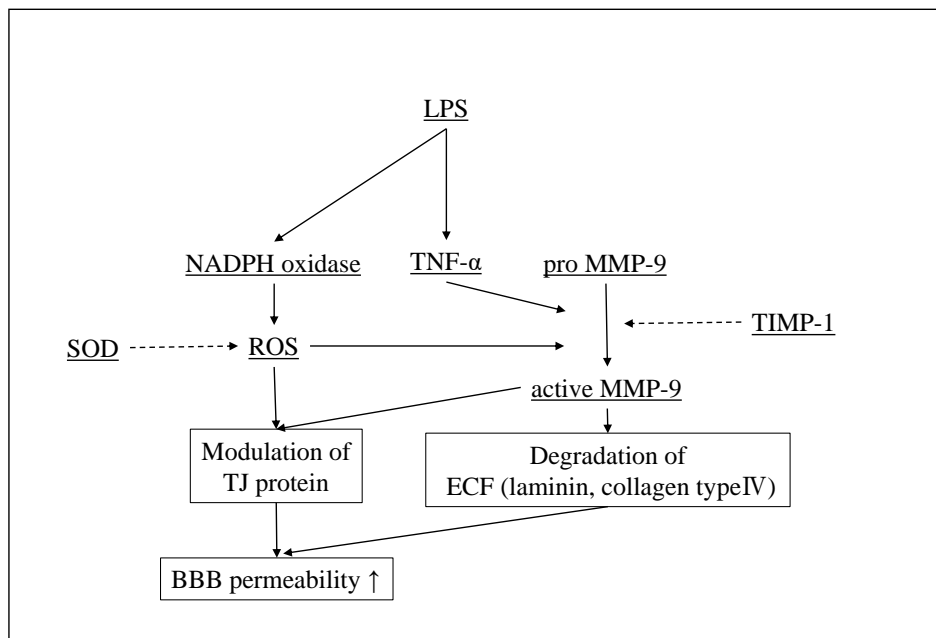 LPS
NADPH oxidase
TNF-α
pro MMP-9
TIMP-1
SOD
ROS
active MMP-9
Modulation of
TJ protein
Degradation of
ECF (laminin, collagen typeⅣ)
BBB permeability ↑